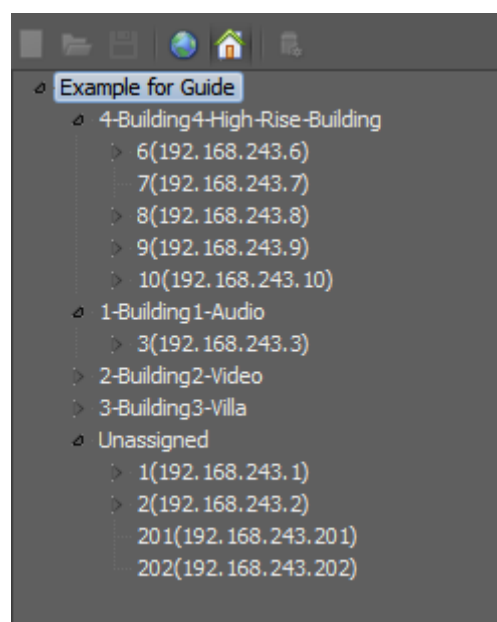 Example for Guide
4-Building4-High-Rise-Building
6(192.168.243.6)
7(192.168.243.7)
8(192.168.243.8)
9(192.168.243.9)
10(192.168.243.10)
1-Building1-Audio
3(192.168.243.3)
2-Building2-Video
3-Building3-Villa
Unassigned
1(192.168.243.1)
2(192.168.243.2)
201(192.168.243.201)
202(192.168.243.202)